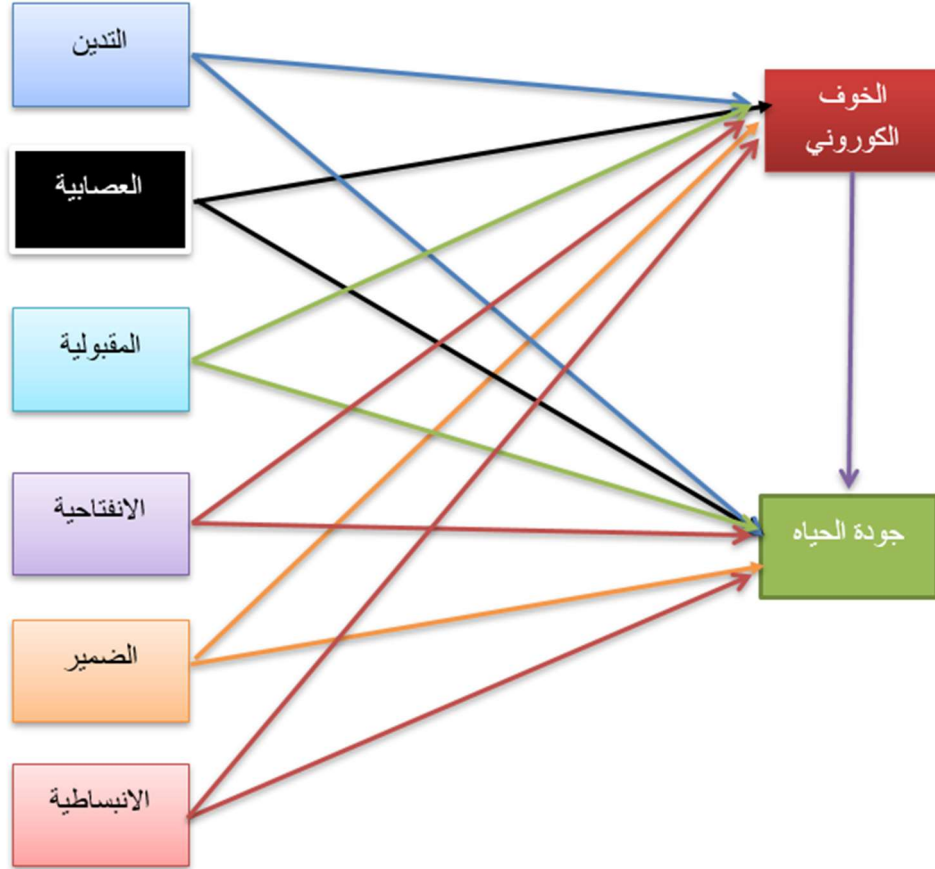 التدين
الخوف
الكوروني
العصابية
المقبولية
الانفتاحية
جودة الحياه
الضمير
الانبساطية